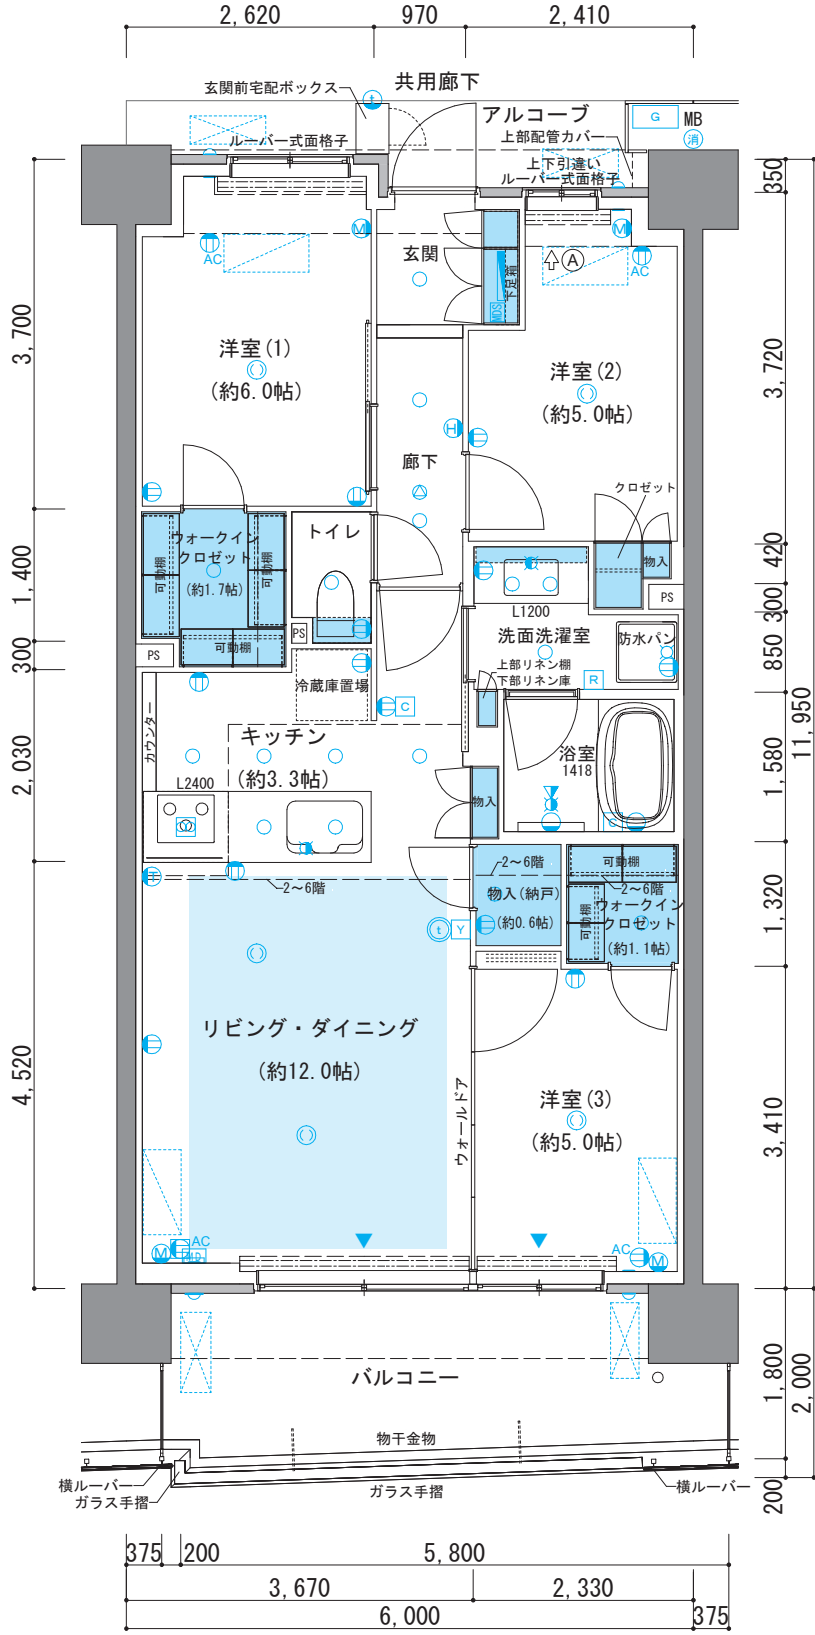 2,620
970
2,410
玄関前宅配ボックス
共用廊下
t
アルコーブ
G
MB
消
上部配管カバー
ルーバー式面格子
上下引違い
ルーバー式面格子
350
M
M
AC
玄関
下足箱
MDS
A
AC
3,700
3,720
洋室(1)
(約6.0帖)
洋室(2)
(約5.0帖)
H
廊下
クロゼット
ウォークイン
クロゼット
(約1.7帖)
可動棚
可動棚
可動棚
トイレ
物入
420
1,400
L1200
PS
300
PS
PS
洗面洗濯室
防水パン
850
300
上部リネン棚
下部リネン庫
R
冷蔵庫置場
C
カウンター
キッチン
(約3.3帖)
浴室
1418
2,030
11,950
1,580
L2400
物入
C
T
2〜6階
2〜6階
可動棚
2〜6階
物入(納戸)
(約0.6帖)
可動棚
ウォークイン
クロゼット
(約1.1帖)
1,320
t
Y
リビング・ダイニング
(約12.0帖)
4,520
ウォールドア
洋室(3)
(約5.0帖)
3,410
M
AC
AC
M
バルコニー
1,800
2,000
物干金物
横ルーバー
ガラス手摺
ガラス手摺
横ルーバー
200
375
200
5,800
3,670
2,330
6,000
375